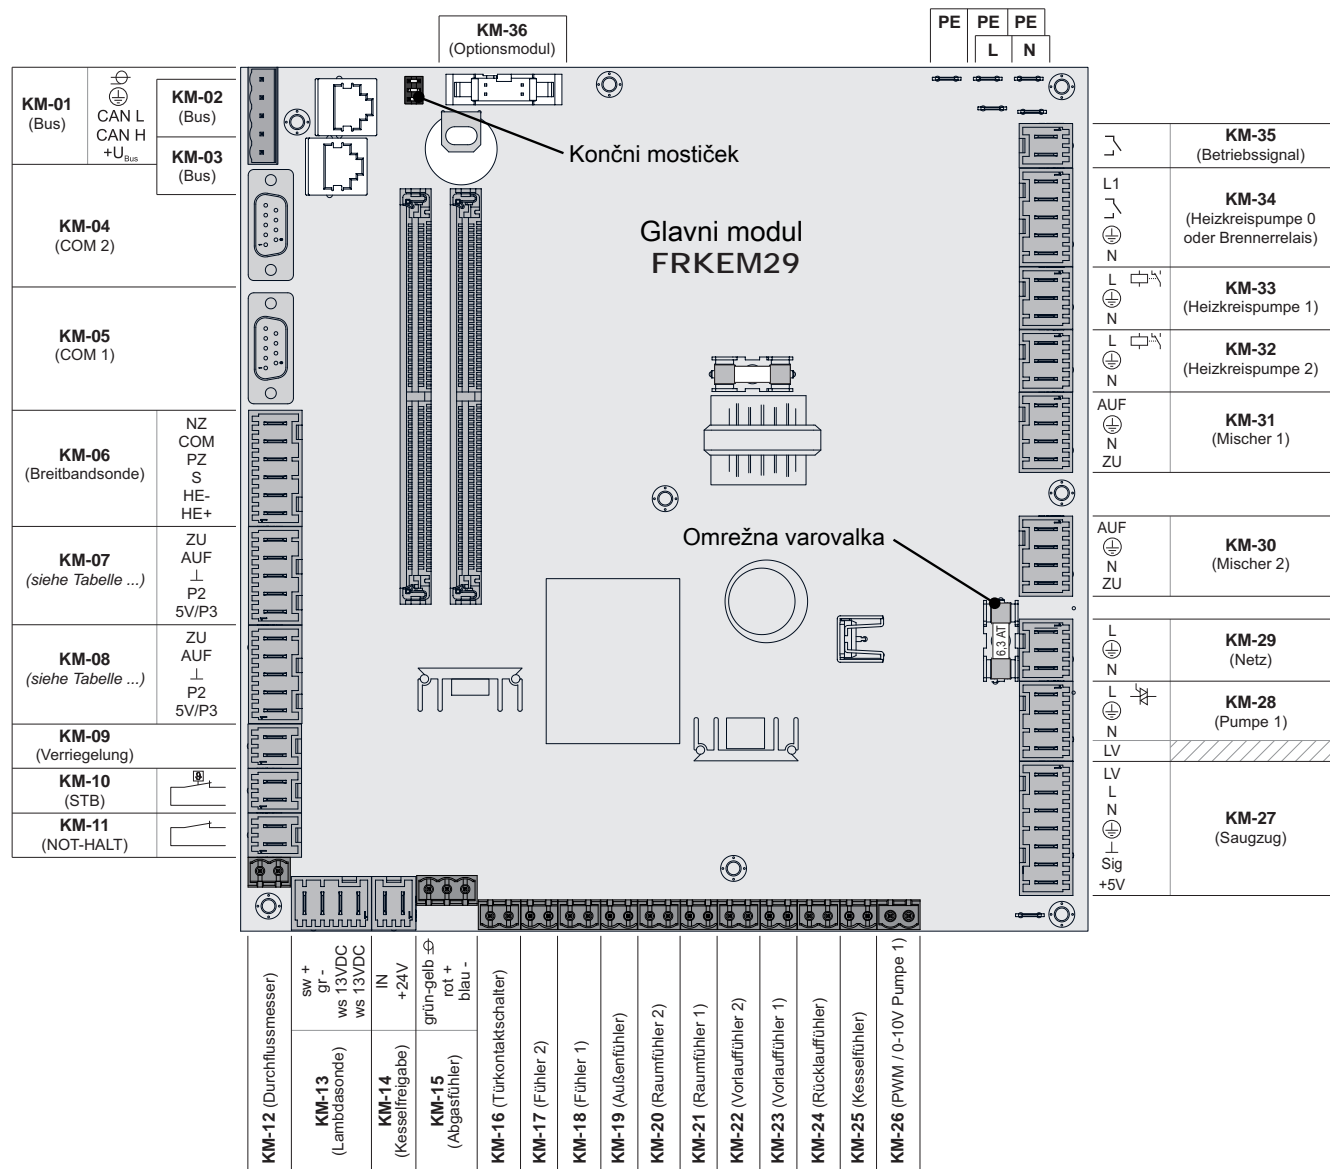 KM-36
(Optionsmodul)
PE PE PE
L N
KM-01
(Bus)
CAN L
CAN H
+UBus
KM-02
(Bus)
KM-03
(Bus)
KM-04
(COM 2)
KM-05
(COM 1)
KM-06
(Breitbandsonde)
NZ
COM
PZ
S
HE-
HE+
KM-07
(siehe Tabelle ...)
ZU
AUF
⊥
P2
5V/P3
KM-08
(siehe Tabelle ...)
ZU
AUF
⊥
P2
5V/P3
KM-09
(Verriegelung)
KM-10
(STB)
KM-11
(NOT-HALT)
Končni mostiček
Glavni modul
FRKEM29
Omrežna varovalka
6,3 AT
KM-35
(Betriebssignal)
L1
N
KM-34
(Heizkreispumpe 0
oder Brennerrelais)
L
N
KM-33
(Heizkreispumpe 1)
L
N
KM-32
(Heizkreispumpe 2)
AUF
N
ZU
KM-31
(Mischer 1)
AUF
N
ZU
KM-30
(Mischer 2)
L
N
KM-29
(Netz)
L
N
LV
KM-28
(Pumpe 1)
LV
L
N
⊥
Sig
+5V
KM-27
(Saugzug)
KM-12 (Durchflussmesser)
sw +
gr -
ws 13VDC
ws 13VDC
KM-13
(Lambdasonde)
IN
+24V
KM-14
(Kesselfreigabe)
grün-gelb
rot +
blau -
KM-15
(Abgasfühler)
KM-16 (Türkontaktschalter)
KM-17 (Fühler 2)
KM-18 (Fühler 1)
KM-19 (Außenfühler)
KM-20 (Raumfühler 2)
KM-21 (Raumfühler 1)
KM-22 (Vorlauffühler 2)
KM-23 (Vorlauffühler 1)
KM-24 (Rücklauffühler)
KM-25 (Kesselfühler)
KM-26 (PWM / 0-10V Pumpe 1)